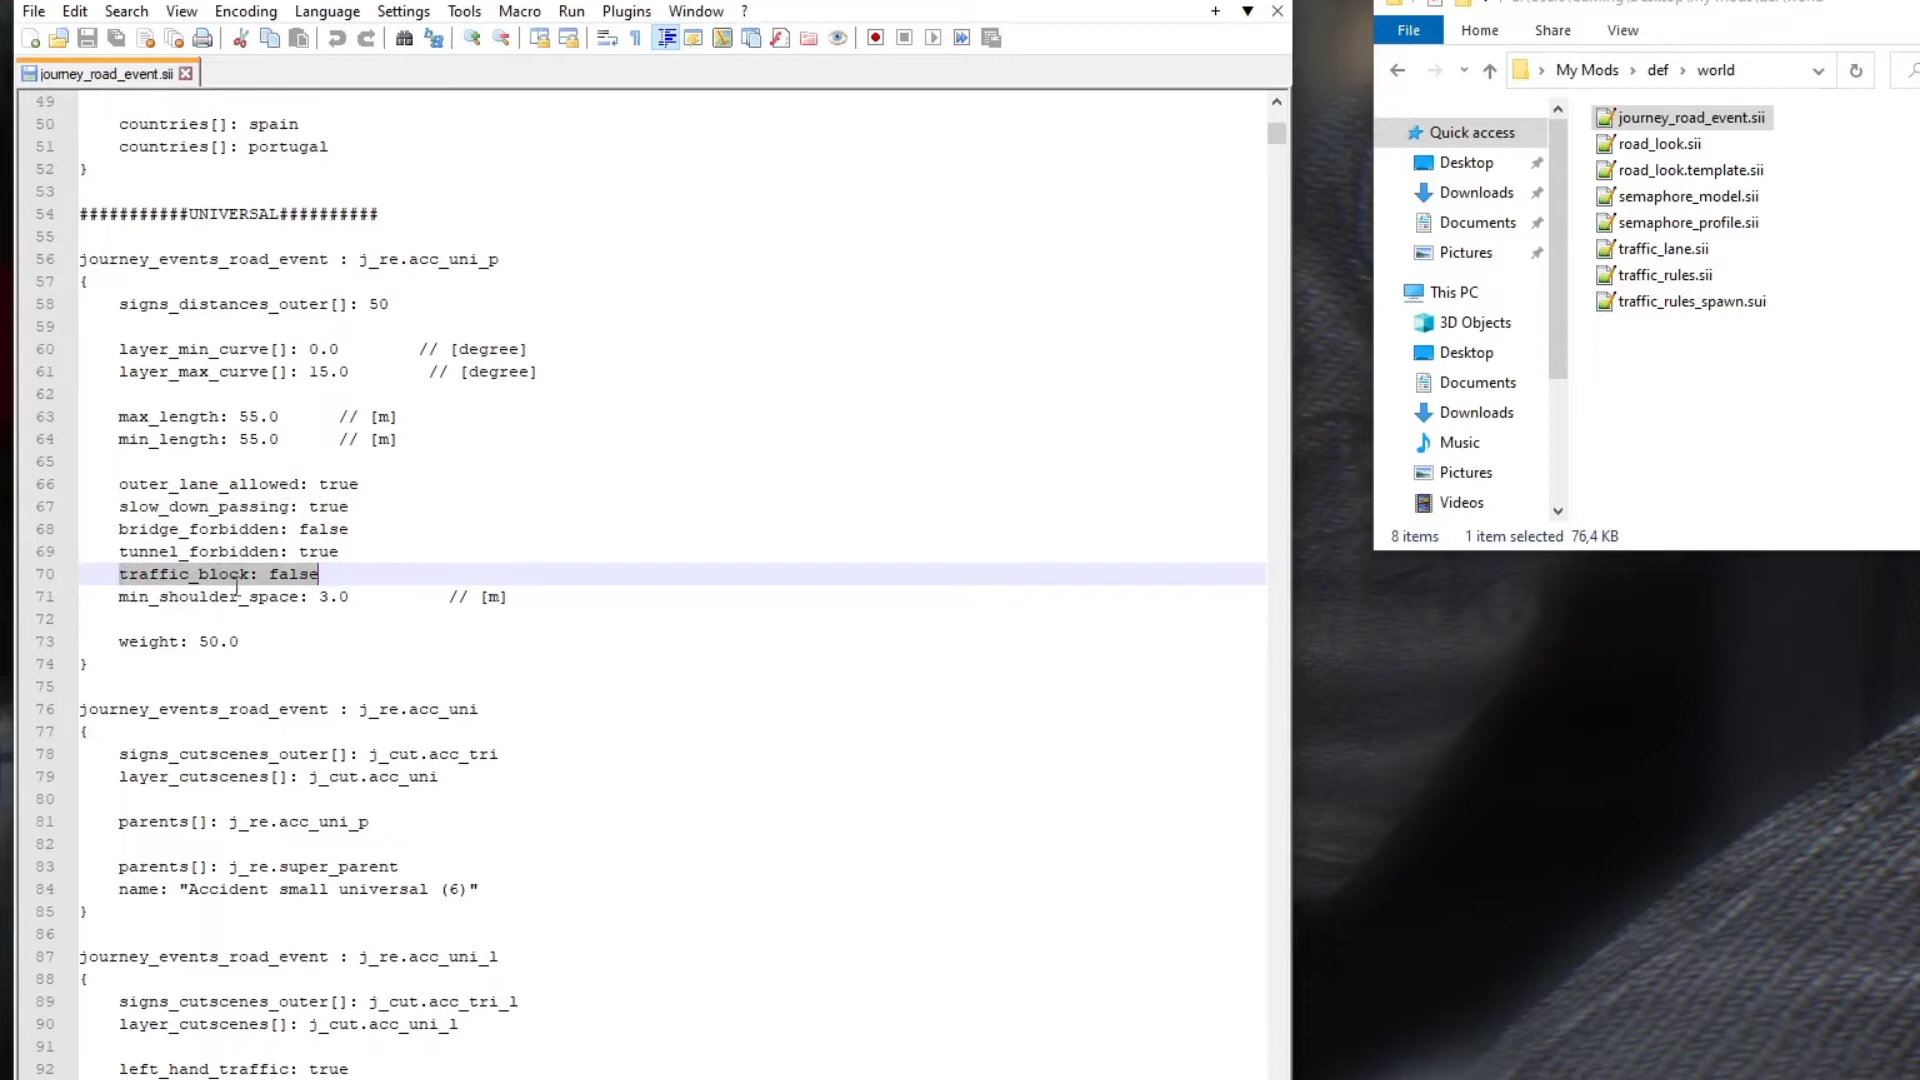 File Edit Search View Encoding Language Settings Tools Macro Run Plugins Window ?
journey_road_event.sii
49
50 countries[]: spain
51 countries[]: portugal
52 }
53
54 ###########UNIVERSAL##########
55
56 journey_events_road_event : j_re.acc_uni_p
57 {
58 signs_distances_outer[]: 50
59
60 layer_min_curve[]: 0.0 // [degree]
61 layer_max_curve[]: 15.0 // [degree]
62
63 max_length: 55.0 // [m]
64 min_length: 55.0 // [m]
65
66 outer_lane_allowed: true
67 slow_down_passing: true
68 bridge_forbidden: false
69 tunnel_forbidden: true
70 traffic_block: false
71 min_shoulder_space: 3.0 // [m]
72
73 weight: 50.0
74 }
75
76 journey_events_road_event : j_re.acc_uni
77 {
78 signs_cutscenes_outer[]: j_cut.acc_tri
79 layer_cutscenes[]: j_cut.acc_uni
80
81 parents[]: j_re.acc_uni_p
82
83 parents[]: j_re.super_parent
84 name: "Accident small universal (6)"
85 }
86
87 journey_events_road_event : j_re.acc_uni_l
88 {
89 signs_cutscenes_outer[]: j_cut.acc_tri_l
90 layer_cutscenes[]: j_cut.acc_uni_l
91
92 left_hand_traffic: true
File Home Share View
My Mods › def › world
Quick access
Desktop
Downloads
Documents
Pictures
This PC
3D Objects
Desktop
Documents
Downloads
Music
Pictures
Videos
journey_road_event.sii
road_look.sii
road_look.template.sii
semaphore_model.sii
semaphore_profile.sii
traffic_lane.sii
traffic_rules.sii
traffic_rules_spawn.sui
8 items 1 item selected 76,4 KB